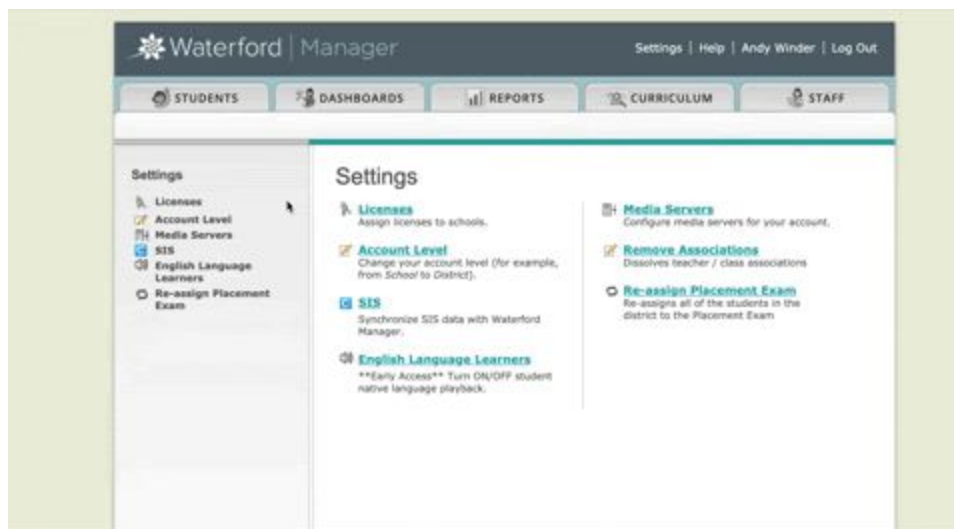 Waterford | Manager
Settings | Help | Andy Winder | Log Out
STUDENTS
DASHBOARDS
REPORTS
CURRICULUM
STAFF
Settings
Licenses
Account Level
Media Servers
SIS
English Language
Learners
Re-assign Placement
Exam
Settings
Licenses
Assign licenses to schools.
Account Level
Change your account level (for example,
from School to District).
SIS
Synchronize SIS data with Waterford
Manager.
English Language Learners
**Early Access** Turn ON/OFF student
native language playback.
Media Servers
Configure media servers for your account.
Remove Associations
Dissolves teacher / class associations
Re-assign Placement Exam
Re-assigns all of the students in the
district to the Placement Exam